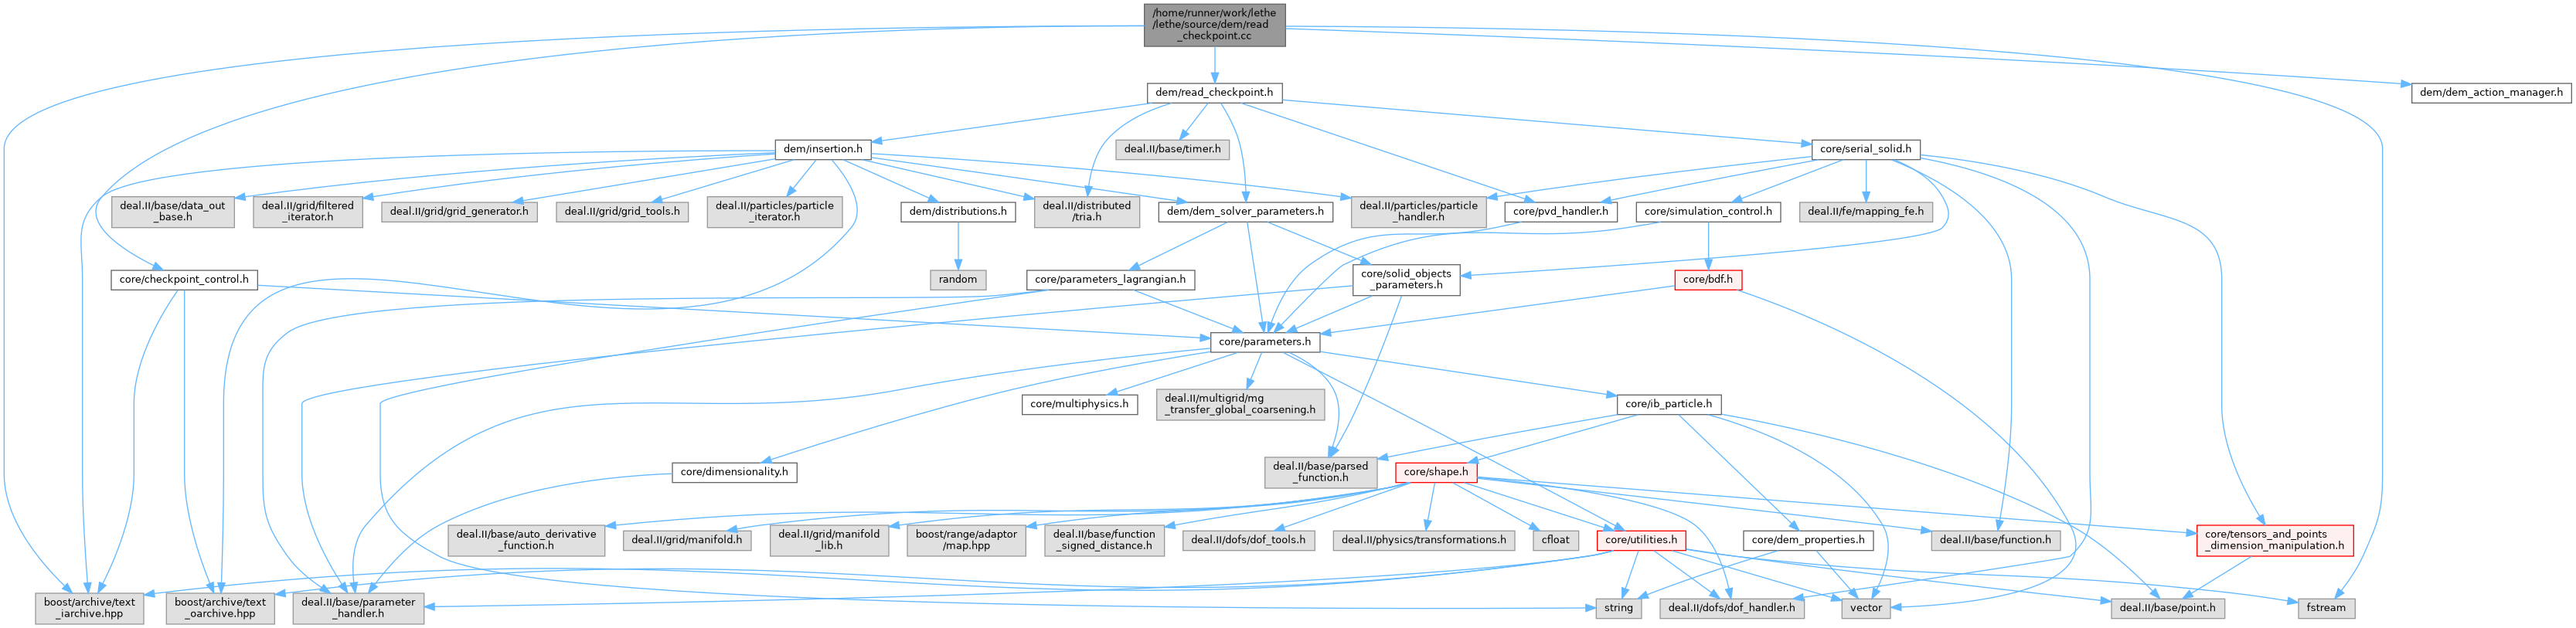 /home/runner/work/lethe
/lethe/source/dem/read
_checkpoint.cc
dem/read_checkpoint.h
dem/dem_action_manager.h
dem/insertion.h
deal.II/base/timer.h
core/serial_solid.h
deal.II/base/data_out
_base.h
deal.II/grid/filtered
_iterator.h
deal.II/grid/grid_generator.h
deal.II/grid/grid_tools.h
deal.II/particles/particle
_iterator.h
dem/distributions.h
deal.II/distributed
/tria.h
dem/dem_solver_parameters.h
deal.II/particles/particle
_handler.h
core/pvd_handler.h
core/simulation_control.h
deal.II/fe/mapping_fe.h
core/checkpoint_control.h
random
core/parameters_lagrangian.h
core/solid_objects
_parameters.h
core/bdf.h
core/parameters.h
core/multiphysics.h
deal.II/multigrid/mg
_transfer_global_coarsening.h
core/ib_particle.h
core/dimensionality.h
deal.II/base/parsed
_function.h
core/shape.h
deal.II/base/auto_derivative
_function.h
deal.II/grid/manifold.h
deal.II/grid/manifold
_lib.h
boost/range/adaptor
/map.hpp
deal.II/base/function
_signed_distance.h
deal.II/dofs/dof_tools.h
deal.II/physics/transformations.h
cfloat
core/utilities.h
core/dem_properties.h
deal.II/base/function.h
core/tensors_and_points
_dimension_manipulation.h
boost/archive/text
_iarchive.hpp
boost/archive/text
_oarchive.hpp
deal.II/base/parameter
_handler.h
string
deal.II/dofs/dof_handler.h
vector
deal.II/base/point.h
fstream